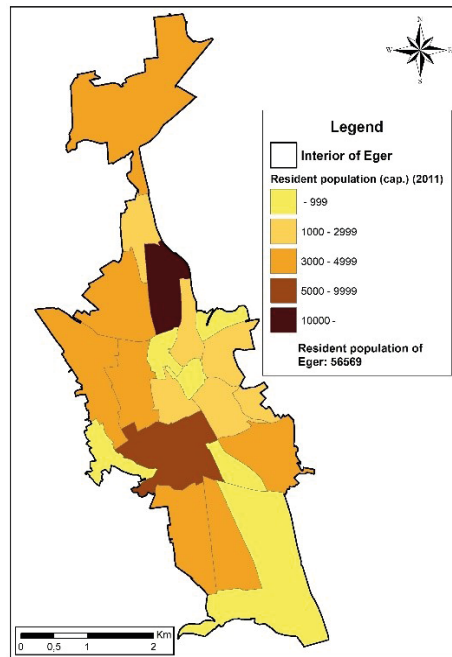 N
W E
S
Legend
Interior of Eger
Resident population (cap.) (2011)
- 999
1000 - 2999
3000 - 4999
5000 - 9999
10000 -
Resident population of
Eger: 56569
Km
0 0,5 1 2